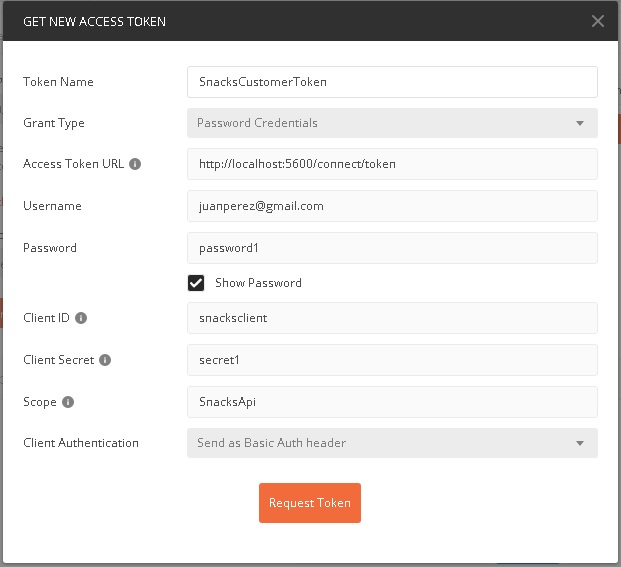 GET NEW ACCESS TOKEN
Token Name SnacksCustomerToken
Grant Type Password Credentials
Access Token URL http://localhost:5600/connect/token
Username juanperez@gmail.com
Password password1
Show Password
Client ID snacksclient
Client Secret secret1
Scope SnacksApi
Client Authentication Send as Basic Auth header
Request Token